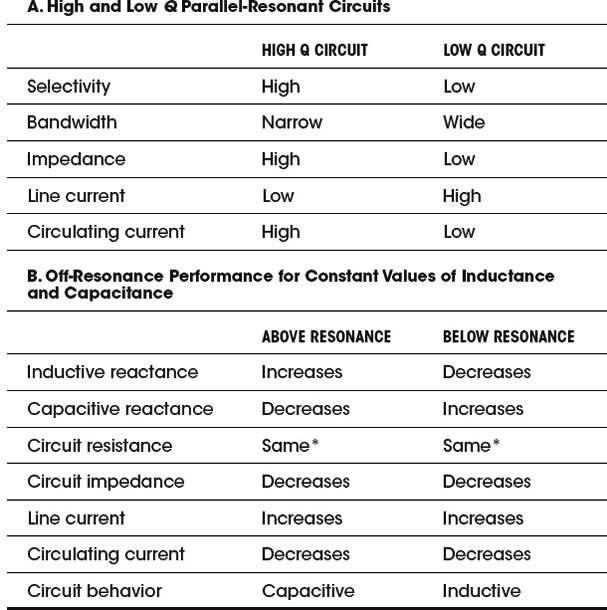 A. High and Low Q Parallel-Resonant Circuits
HIGH Q CIRCUIT LOW Q CIRCUIT
Selectivity High Low
Bandwidth Narrow Wide
Impedance High Low
Line current Low High
Circulating current High Low
B. Off-Resonance Performance for Constant Values of Inductance
and Capacitance
ABOVE RESONANCE BELOW RESONANCE
Inductive reactance Increases Decreases
Capacitive reactance Decreases Increases
Circuit resistance Same* Same*
Circuit impedance Decreases Decreases
Line current Increases Increases
Circulating current Decreases Decreases
Circuit behavior Capacitive Inductive